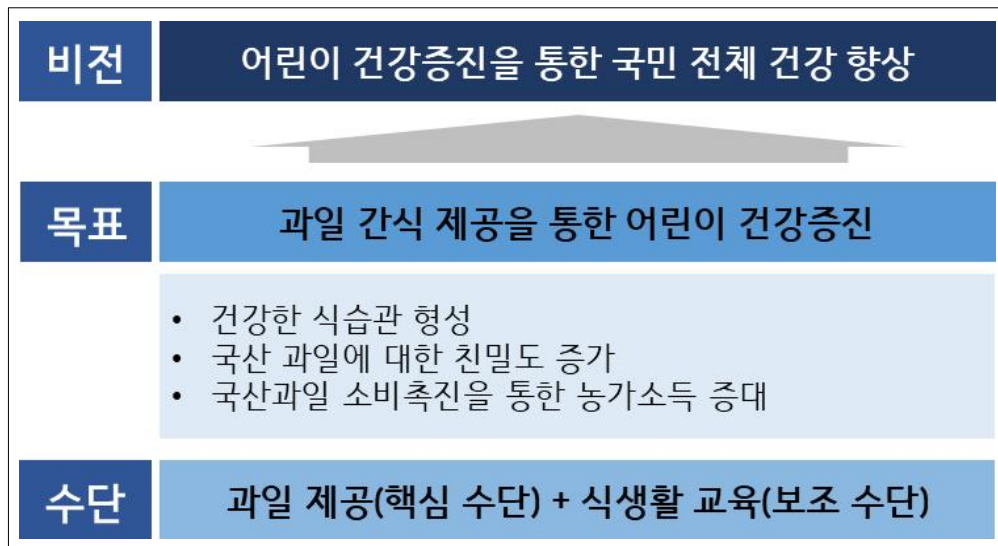 비전
어린이 건강증진을 통한 국민 전체 건강 향상
목표
과일 간식 제공을 통한 어린이 건강증진
• 건강한 식습관 형성
• 국산 과일에 대한 친밀도 증가
• 국산과일 소비촉진을 통한 농가소득 증대
수단
과일 제공(핵심 수단) + 식생활 교육(보조 수단)